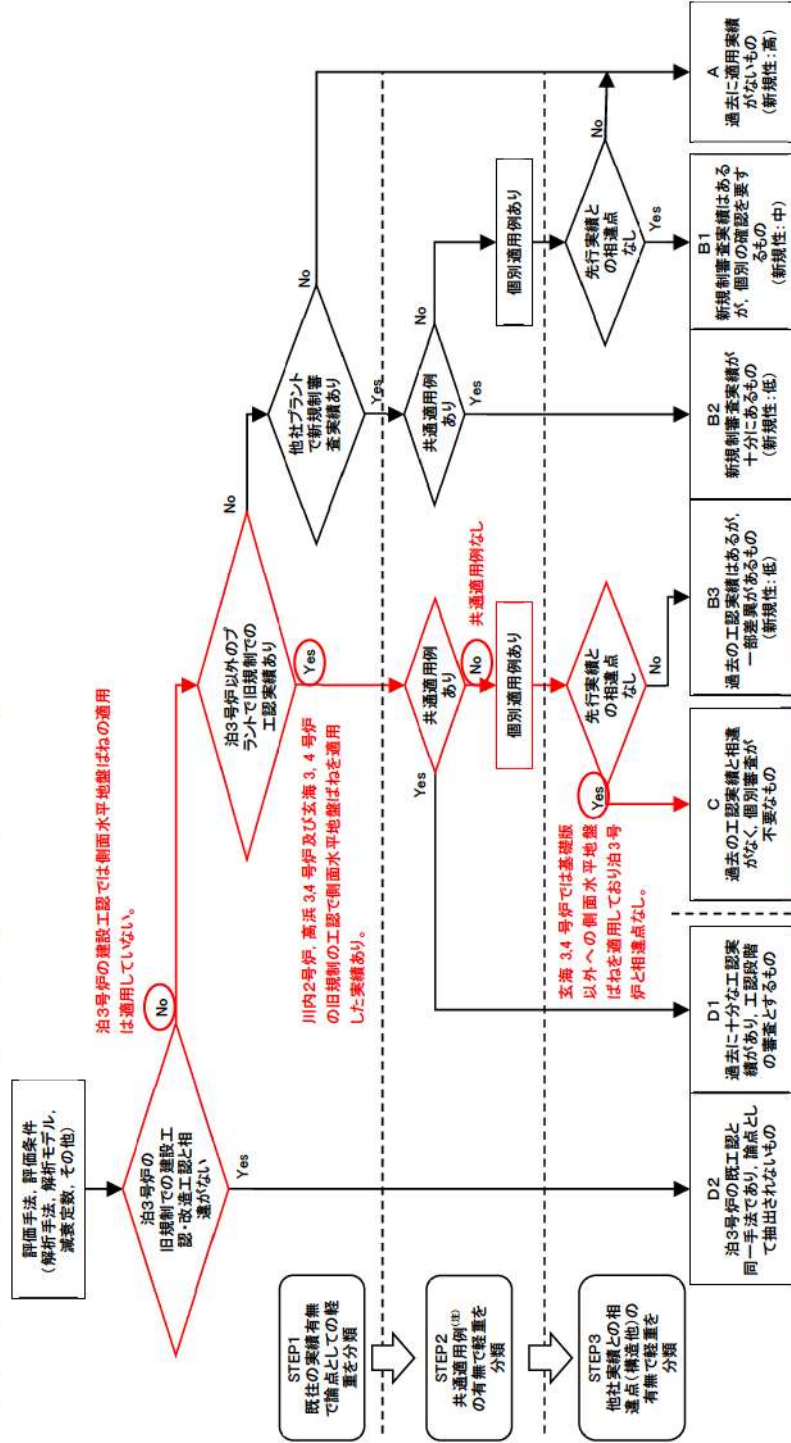 評価手法，評価条件
（解析手法，解析モデル，
減衰定数，その他）
泊3号炉の
旧規制での建設工
認・改造工認と相
違がない
No
Yes
泊3号炉の建設工認では側面水平地盤ばねの適用
は適用していない。
泊3号炉以外のプ
ラントで旧規制での
工認実績あり
No
Yes
川内2号炉，高浜 3,4 号炉及び玄海 3, 4 号炉
の旧規制の工認で側面水平地盤ばねを適用
した実績あり。
他社プラント
で新規制審
査実績あり
No
Yes
STEP1
既往の実績有無
で論点としての軽
重を分類
STEP2
共通適用例(注)
の有無で軽重を
分類
STEP3
他社実績との相
違点（構造他）の
有無で軽重を
分類
共通適用例
あり
Yes
No
共通適用例なし
個別適用例あり
共通適用例
あり
No
Yes
個別適用例あり
先行実績と
の相違点
なし
Yes
No
玄海 3,4 号炉では基礎版
以外への側面水平地盤
ばねを適用しており泊3号
炉と相違点なし。
先行実績と
の相違点
なし
No
Yes
D2
泊3号炉の既工認と
同一手法であり，論点とし
て抽出されないもの
D1
過去に十分な工認実
績があり，工認段階
の審査とするもの
C
過去の工認実績と相違
がなく，個別審査が
不要なもの
B3
過去の工認実績はあるが，
一部差異があるもの
（新規性：低）
B2
新規制審査実績が
十分にあるもの
（新規性：低）
B1
新規制審査実績はある
が，個別の確認を要す
るもの
（新規性：中）
A
過去に適用実績
がないもの
（新規性：高）